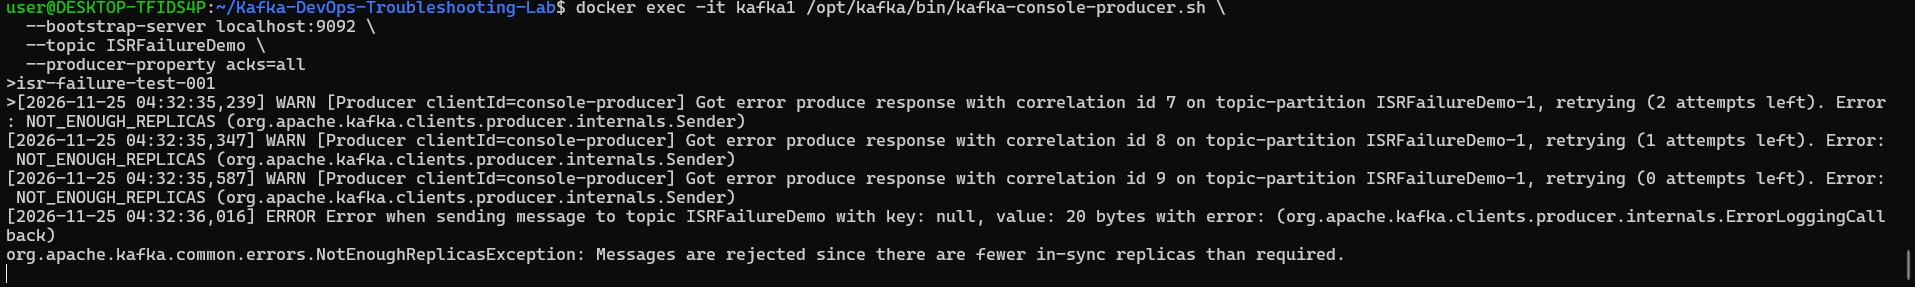 user@DESKTOP-TFIDS4P:~/Kafka-DevOps-Troubleshooting-Lab$ docker exec -it kafka1 /opt/kafka/bin/kafka-console-producer.sh \
  --bootstrap-server localhost:9092 \
  --topic ISRFailureDemo \
  --producer-property acks=all
>isr-failure-test-001
>[2026-11-25 04:32:35,239] WARN [Producer clientId=console-producer] Got error produce response with correlation id 7 on topic-partition ISRFailureDemo-1, retrying (2 attempts left). Error
: NOT_ENOUGH_REPLICAS (org.apache.kafka.clients.producer.internals.Sender)
[2026-11-25 04:32:35,347] WARN [Producer clientId=console-producer] Got error produce response with correlation id 8 on topic-partition ISRFailureDemo-1, retrying (1 attempts left). Error:
 NOT_ENOUGH_REPLICAS (org.apache.kafka.clients.producer.internals.Sender)
[2026-11-25 04:32:35,587] WARN [Producer clientId=console-producer] Got error produce response with correlation id 9 on topic-partition ISRFailureDemo-1, retrying (0 attempts left). Error:
 NOT_ENOUGH_REPLICAS (org.apache.kafka.clients.producer.internals.Sender)
[2026-11-25 04:32:36,016] ERROR Error when sending message to topic ISRFailureDemo with key: null, value: 20 bytes with error: (org.apache.kafka.clients.producer.internals.ErrorLoggingCall
back)
org.apache.kafka.common.errors.NotEnoughReplicasException: Messages are rejected since there are fewer in-sync replicas than required.